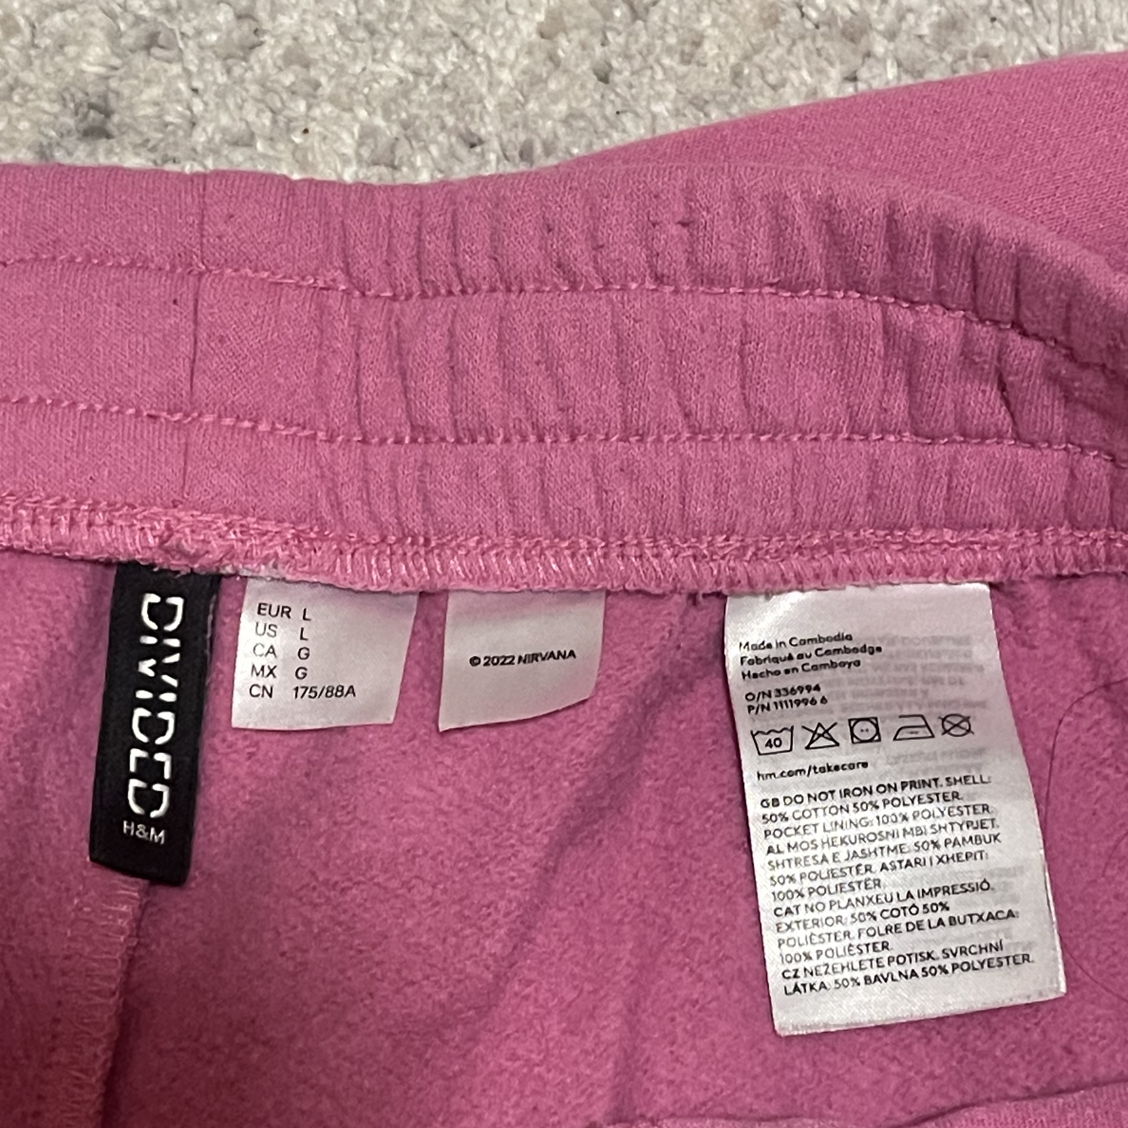 DIVIDED
H&M
EUR L
US L
CA G
MX G
CN 175/88A
© 2022 NIRVANA
Made in Cambodia
Fabriqué au Cambodge
Hecho en Camboya
O/N 336994
P/N 1111996 6
40
hm.com/takecare
GB DO NOT IRON ON PRINT. SHELL:
50% COTTON 50% POLYESTER.
POCKET LINING: 100% POLYESTER.
AL MOS HEKUROSNI MBI SHTYPJET.
SHTRESA E JASHTME: 50% PAMBUK
50% POLIESTËR. ASTARI I XHEPIT:
100% POLIESTËR.
CAT NO PLANXEU LA IMPRESSIÓ.
EXTERIOR: 50% COTÓ 50%
POLIÈSTER. FOLRE DE LA BUTXACA:
100% POLIÈSTER.
CZ NEŽEHLETE POTISK. SVRCHNÍ
LÁTKA: 50% BAVLNA 50% POLYESTER.